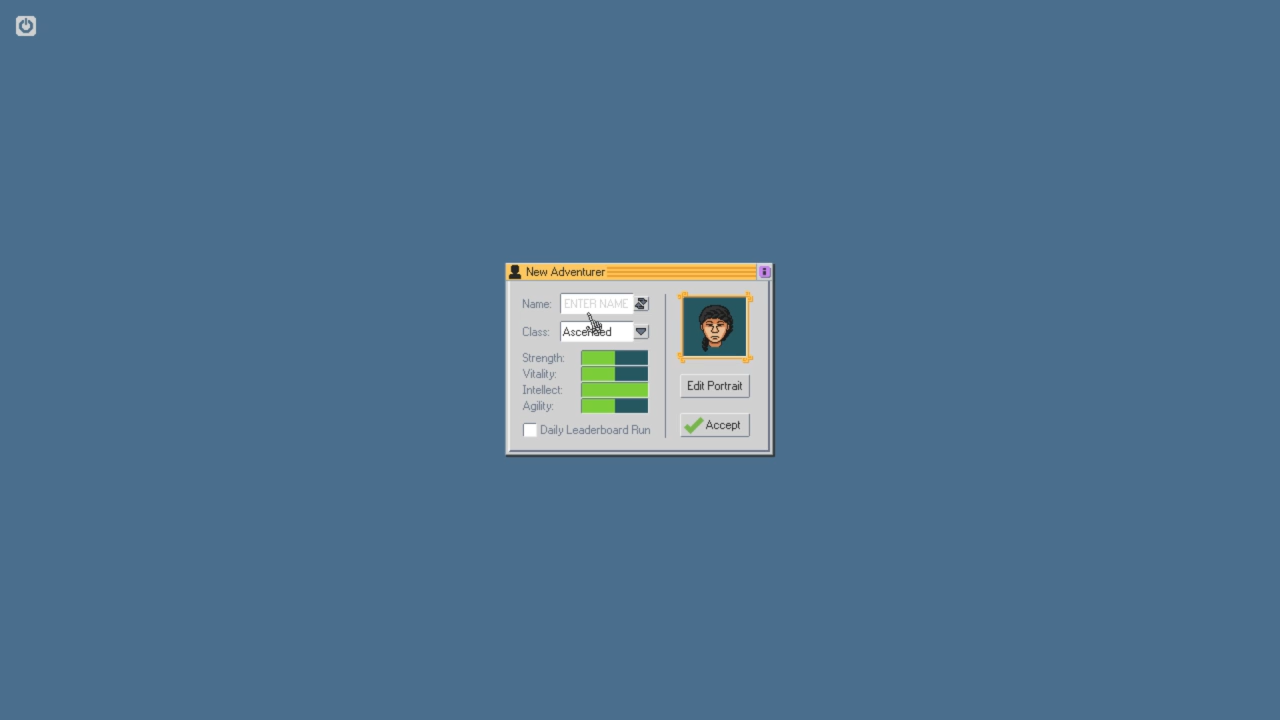 New Adventurer
Name: ENTER NAME
Class: Ascended
Strength:
Vitality:
Intellect:
Agility:
Daily Leaderboard Run
Edit Portrait
Accept